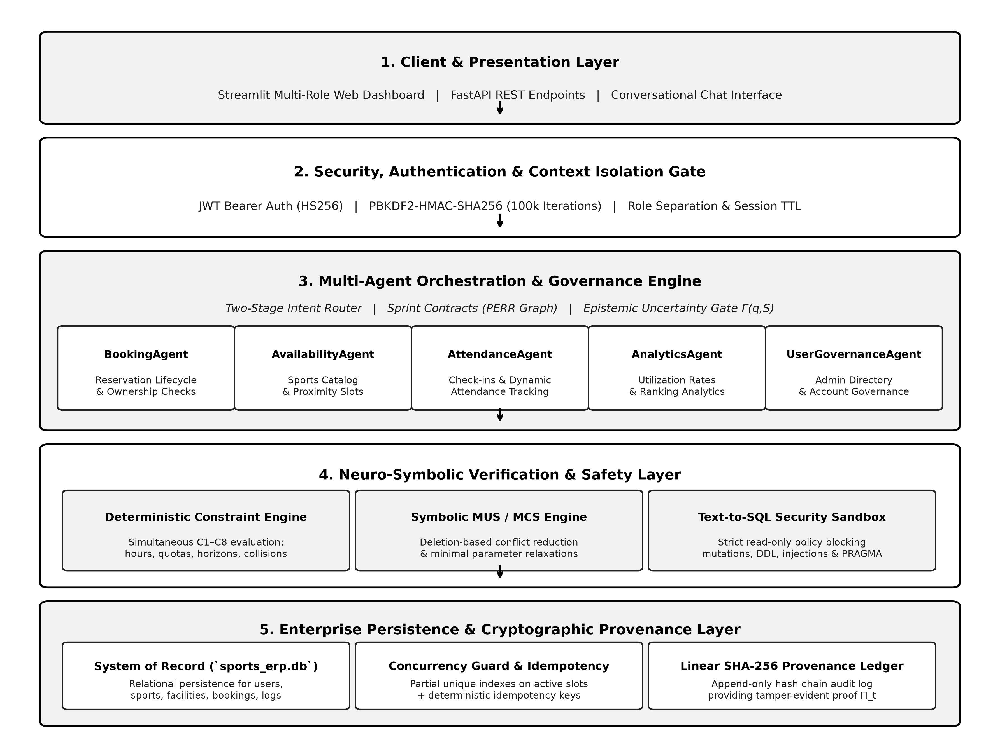 1. Client & Presentation Layer
Streamlit Multi-Role Web Dashboard | FastAPI REST Endpoints | Conversational Chat Interface
2. Security, Authentication & Context Isolation Gate
JWT Bearer Auth (HS256) | PBKDF2-HMAC-SHA256 (100k Iterations) | Role Separation & Session TTL
3. Multi-Agent Orchestration & Governance Engine
Two-Stage Intent Router | Sprint Contracts (PERR Graph) | Epistemic Uncertainty Gate Γ(q,S)
BookingAgent
Reservation Lifecycle
& Ownership Checks
AvailabilityAgent
Sports Catalog
& Proximity Slots
AttendanceAgent
Check-ins & Dynamic
Attendance Tracking
AnalyticsAgent
Utilization Rates
& Ranking Analytics
UserGovernanceAgent
Admin Directory
& Account Governance
4. Neuro-Symbolic Verification & Safety Layer
Deterministic Constraint Engine
Simultaneous C1–C8 evaluation:
hours, quotas, horizons, collisions
Symbolic MUS / MCS Engine
Deletion-based conflict reduction
& minimal parameter relaxations
Text-to-SQL Security Sandbox
Strict read-only policy blocking
mutations, DDL, injections & PRAGMA
5. Enterprise Persistence & Cryptographic Provenance Layer
System of Record (`sports_erp.db`)
Relational persistence for users,
sports, facilities, bookings, logs
Concurrency Guard & Idempotency
Partial unique indexes on active slots
+ deterministic idempotency keys
Linear SHA-256 Provenance Ledger
Append-only hash chain audit log
providing tamper-evident proof Π_t